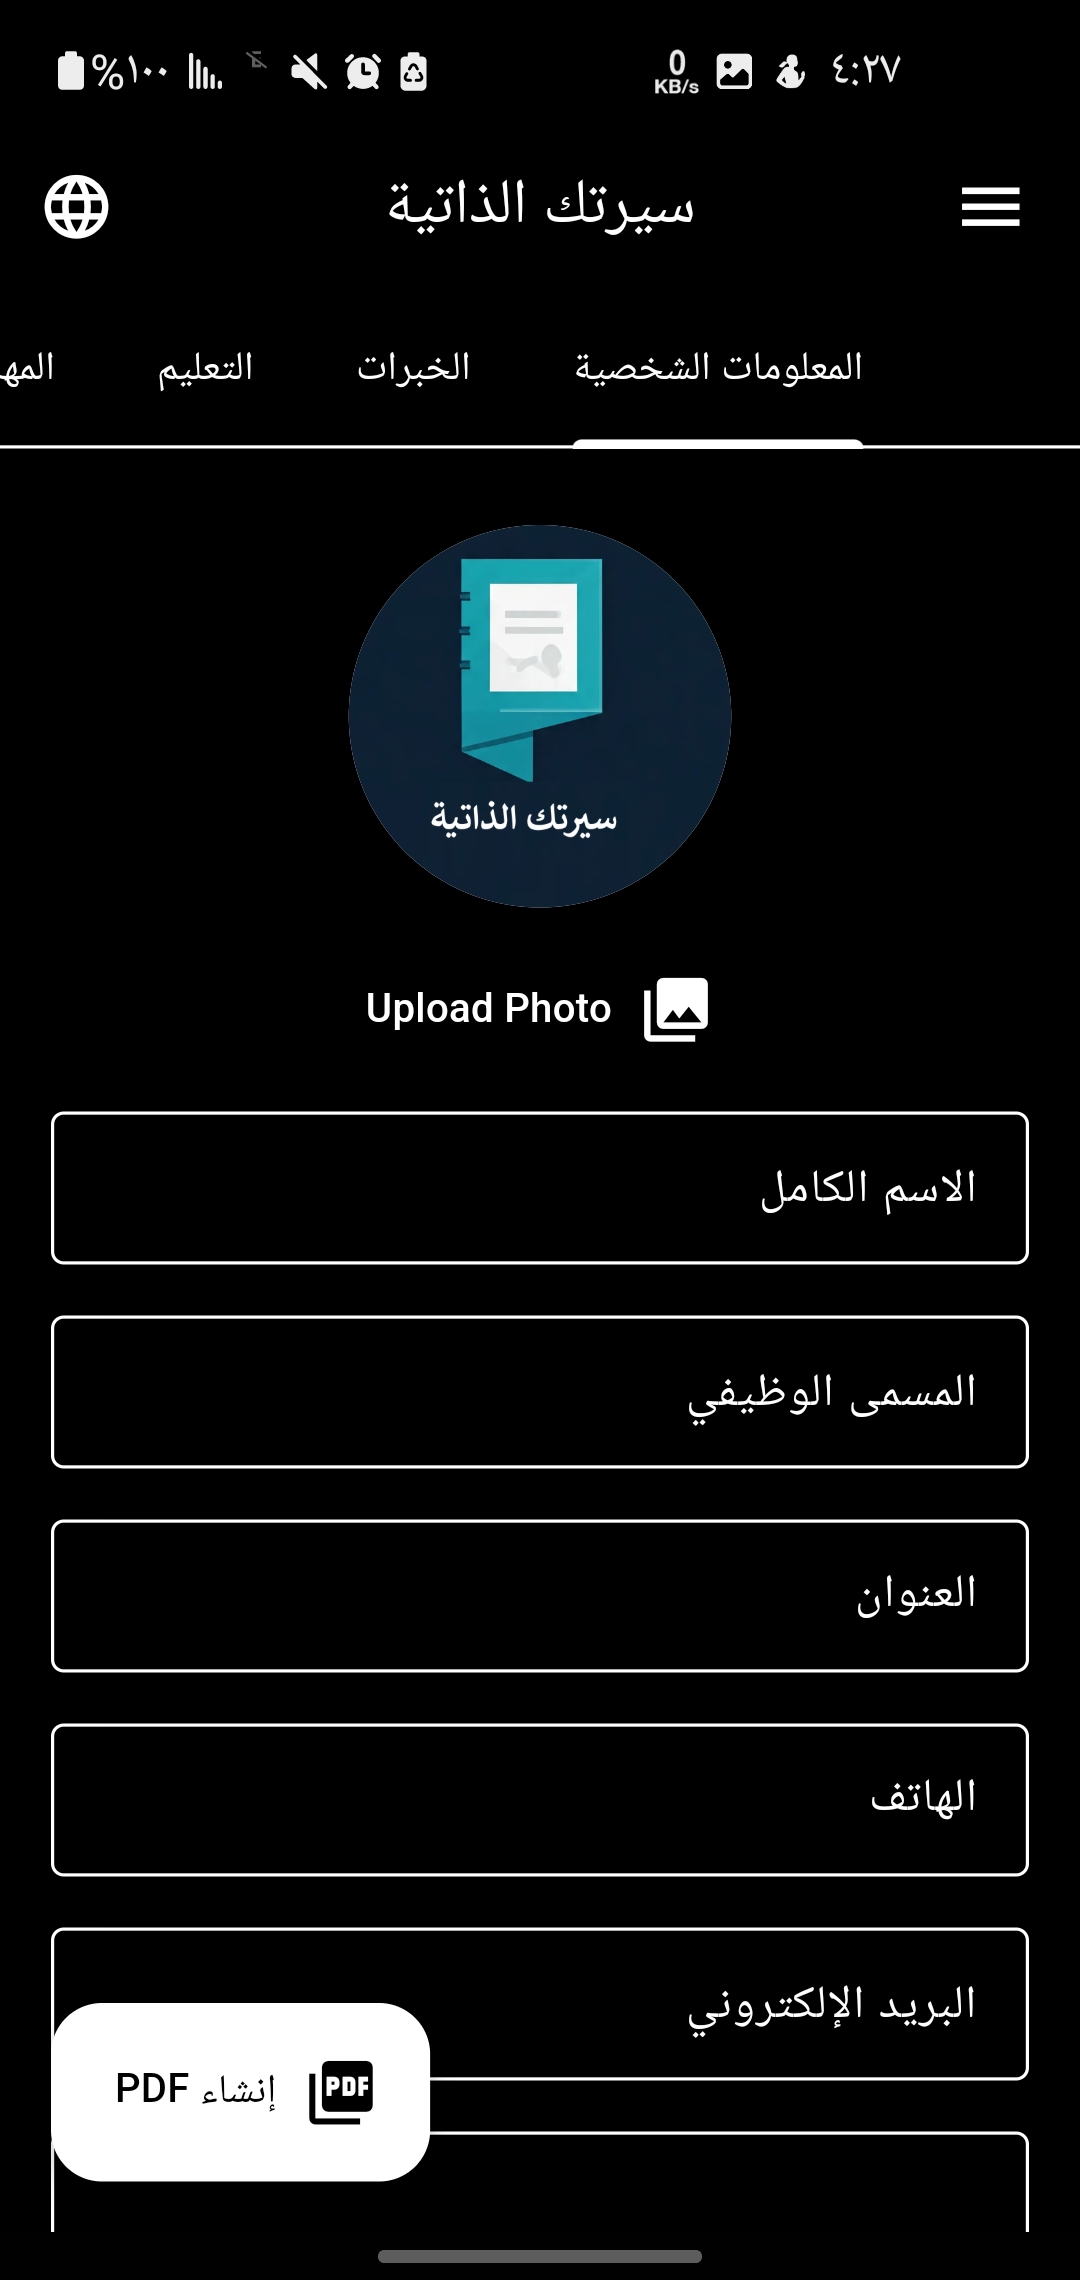 ٤:٢٧
0
KB/s
%١٠٠
سيرتك الذاتية
المعلومات الشخصية
الخبرات
التعليم
المه
سيرتك الذاتية
Upload Photo
الاسم الكامل
المسمى الوظيفي
العنوان
الهاتف
البريد الإلكتروني
إنشاء PDF
PDF